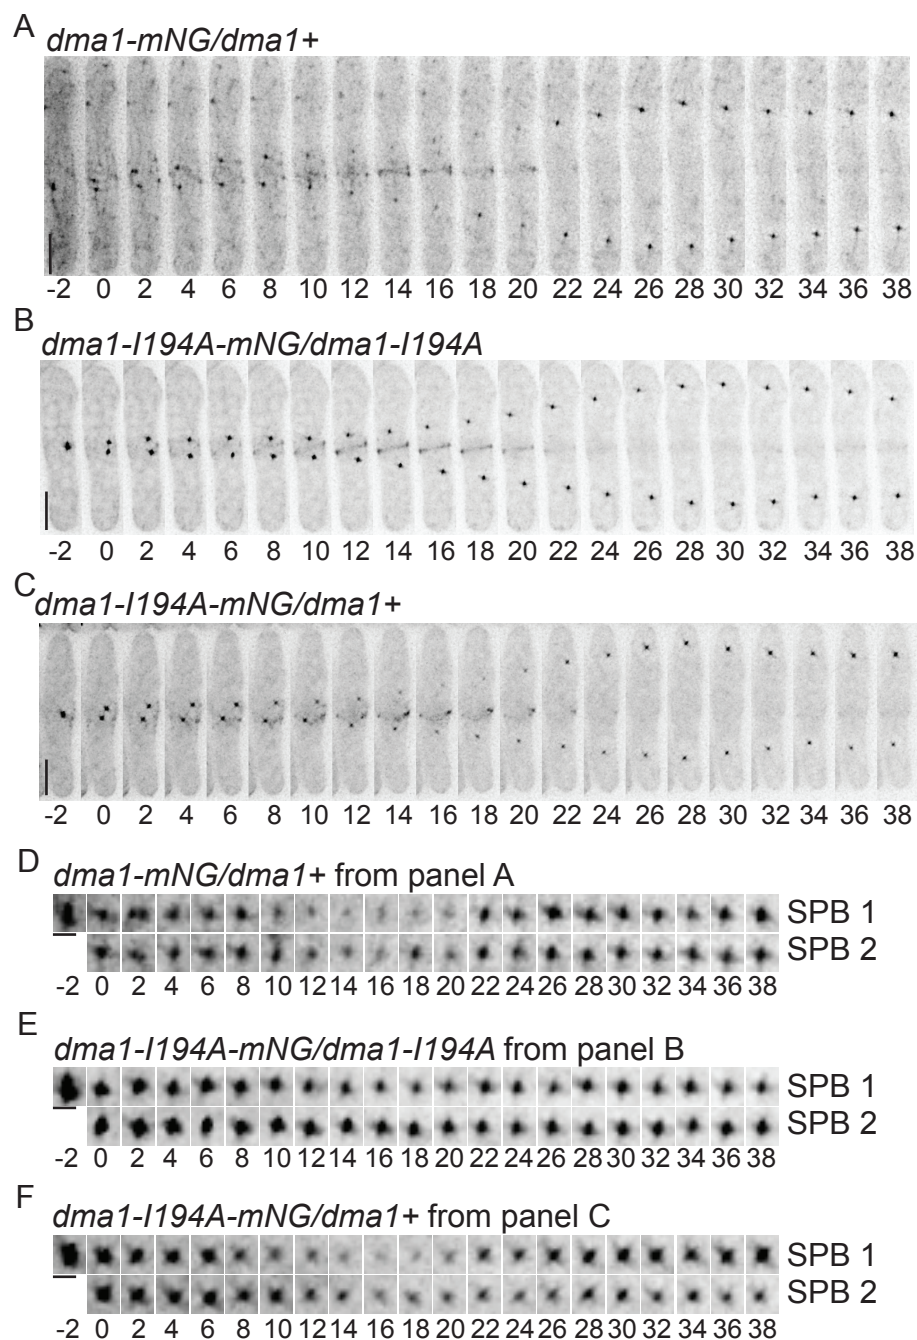 A
dma1-mNG/dma1+
-2 0 2 4 6 8 10 12 14 16 18 20 22 24 26 28 30 32 34 36 38
B
dma1-I194A-mNG/dma1-I194A
-2 0 2 4 6 8 10 12 14 16 18 20 22 24 26 28 30 32 34 36 38
C
dma1-I194A-mNG/dma1+
-2 0 2 4 6 8 10 12 14 16 18 20 22 24 26 28 30 32 34 36 38
D
dma1-mNG/dma1+ from panel A
SPB 1
SPB 2
-2 0 2 4 6 8 10 12 14 16 18 20 22 24 26 28 30 32 34 36 38
E
dma1-I194A-mNG/dma1-I194A from panel B
SPB 1
SPB 2
-2 0 2 4 6 8 10 12 14 16 18 20 22 24 26 28 30 32 34 36 38
F
dma1-I194A-mNG/dma1+ from panel C
SPB 1
SPB 2
-2 0 2 4 6 8 10 12 14 16 18 20 22 24 26 28 30 32 34 36 38